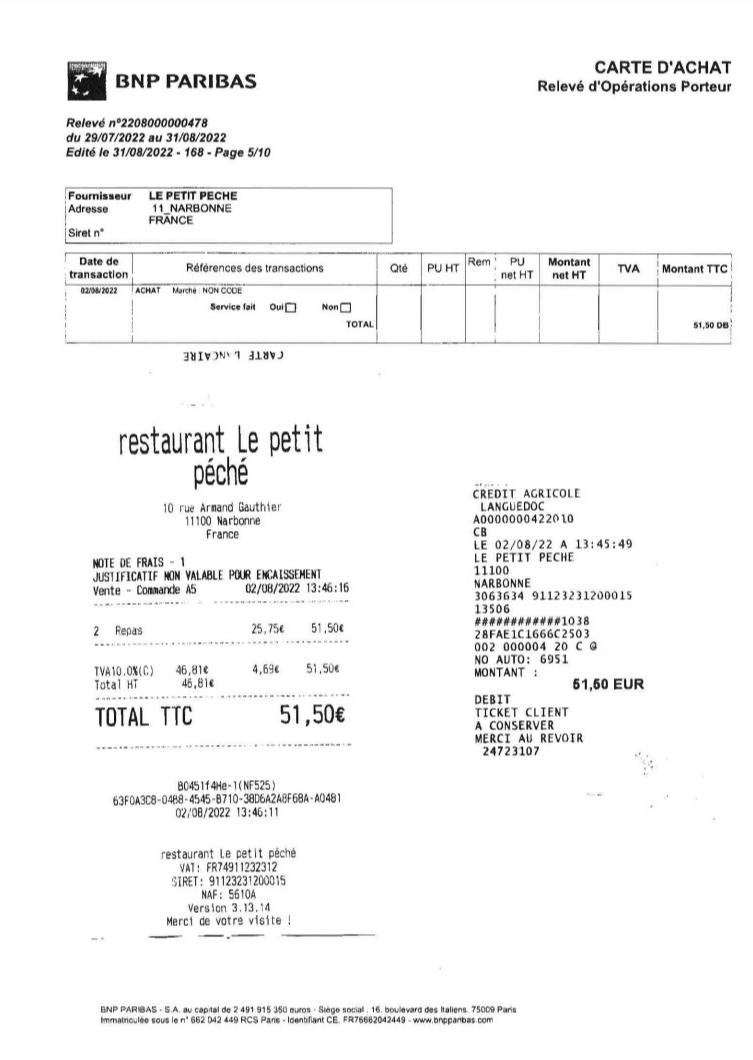 BNP PARIBAS
CARTE D'ACHAT
Relevé d'Opérations Porteur
Relevé n°2208000000478
du 29/07/2022 au 31/08/2022
Edité le 31/08/2022 - 168 - Page 5/10
Fournisseur LE PETIT PECHE
Adresse 11_NARBONNE
FRANCE
Siret n°
Date de transaction Références des transactions Qté PU HT Rem PU net HT Montant net HT TVA Montant TTC
02/08/2022 ACHAT Marché : NON CODE
Service fait Oui Non
TOTAL 51,50 DB
CARTE
restaurant Le petit
péché
10 rue Armand Gauthier
11100 Narbonne
France
NOTE DE FRAIS - 1
JUSTIFICATIF NON VALABLE POUR ENCAISSEMENT
Vente - Commande A5 02/08/2022 13:46:16
2 Repas 25,75€ 51,50€
TVA10.0%(C) 46,81€ 4,69€ 51,50€
Total HT 46,81€
TOTAL TTC 51,50€
B0451f4He-1(NF525)
63F0A3C8-04B8-4545-B710-38D6A2A8F68A-A0481
02/08/2022 13:46:11
restaurant Le petit péché
VAT: FR74911232312
SIRET: 91123231200015
NAF: 5610A
Version 3.13.14
Merci de votre visite !
CREDIT AGRICOLE
LANGUEDOC
A0000000422010
CB
LE 02/08/22 A 13:45:49
LE PETIT PECHE
11100
NARBONNE
3063634 91123231200015
13506
############1038
28FAE1C1666C2503
002 000004 20 C @
NO AUTO: 6951
MONTANT :
51,50 EUR
DEBIT
TICKET CLIENT
A CONSERVER
MERCI AU REVOIR
24723107
BNP PARIBAS - S.A. au capital de 2 491 915 350 euros - Siège social : 16, boulevard des Italiens, 75009 Paris
Immatriculée sous le n° 662 042 449 RCS Paris - Identifiant CE. FR76662042449 - www.bnpparibas.com